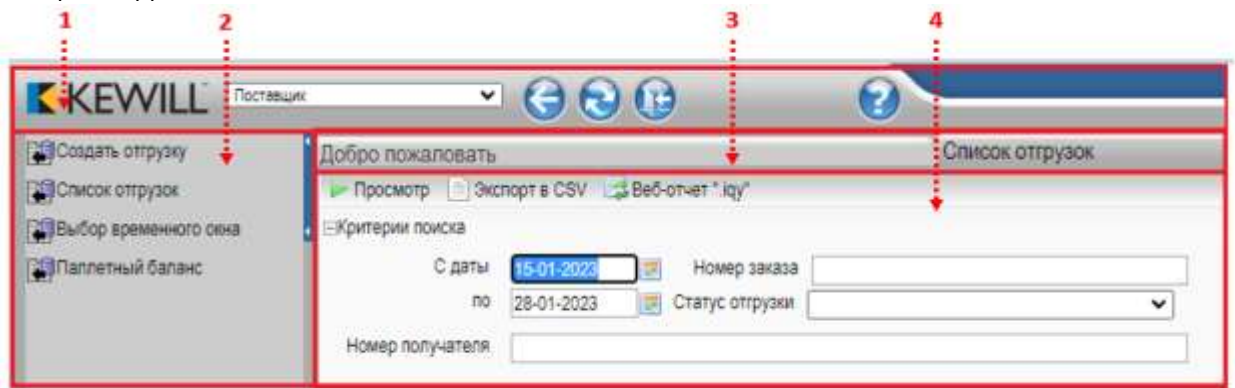 1 2 3 4
KEWILL Поставщик ?
Создать отгрузку
Список отгрузок
Выбор временного окна
Паллетный баланс
Добро пожаловать Список отгрузок
Просмотр Экспорт в CSV Веб-отчет ".iqy"
Критерии поиска
С даты 15-01-2023 Номер заказа
по 28-01-2023 Статус отгрузки
Номер получателя